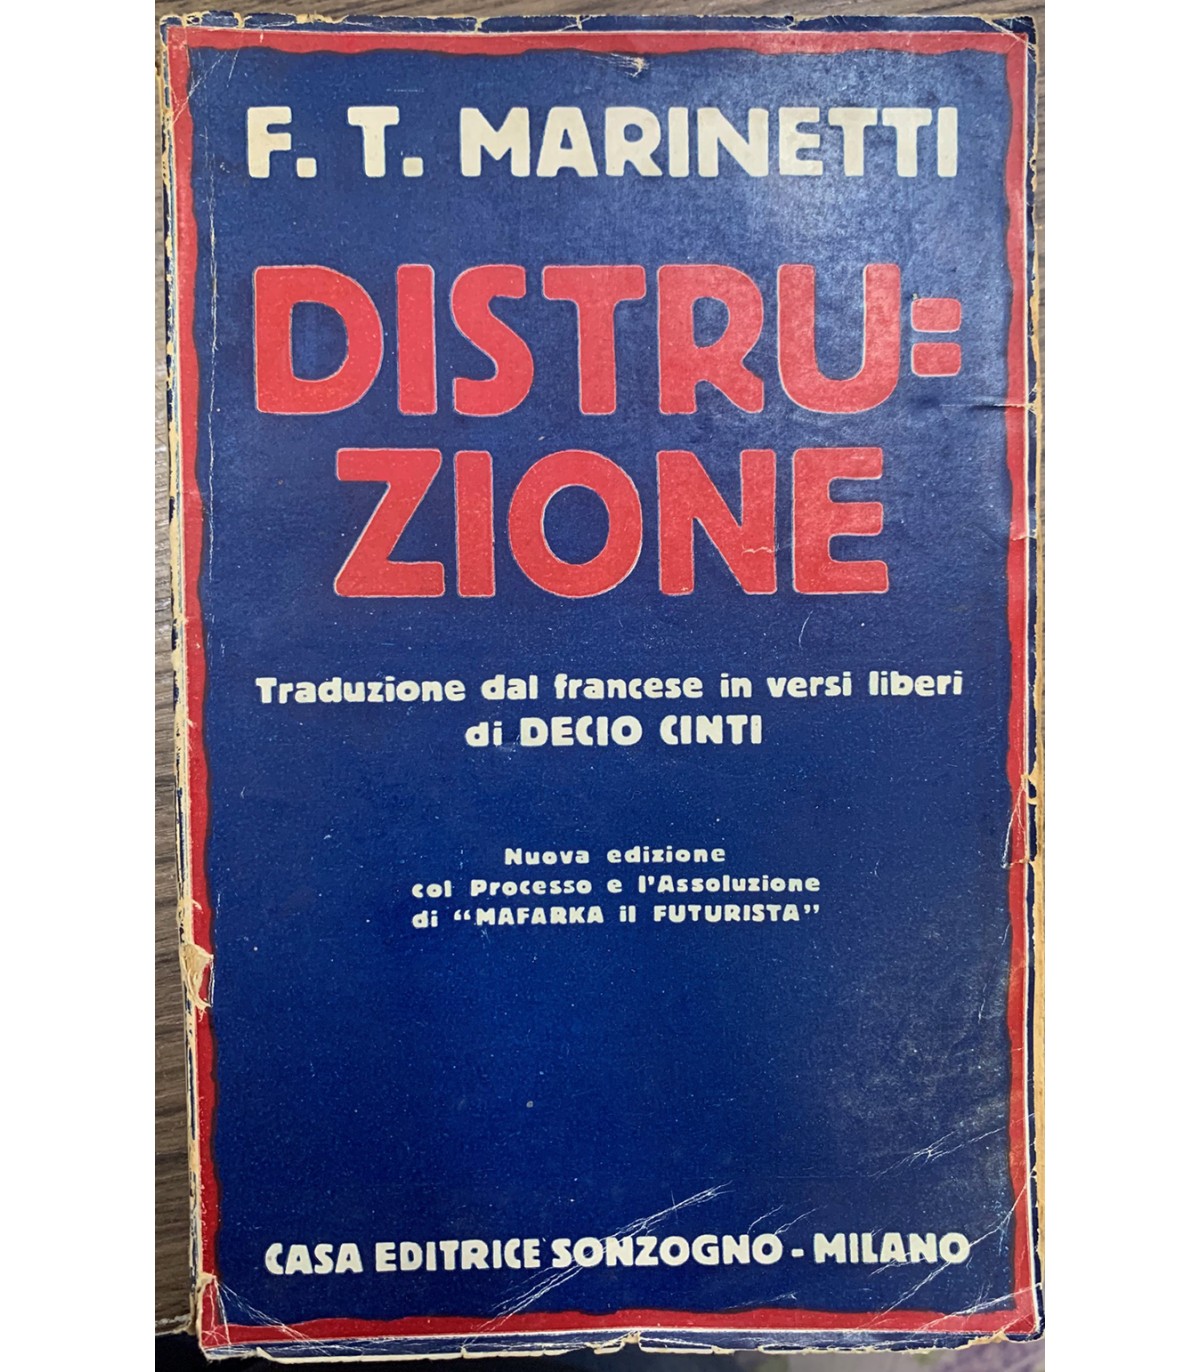 F. T. MARINETTI
DISTRU=
ZIONE
Traduzione dal francese in versi liberi
di DECIO CINTI
Nuova edizione
col Processo e l'Assoluzione
di “MAFARKA il FUTURISTA”
CASA EDITRICE SONZOGNO - MILANO